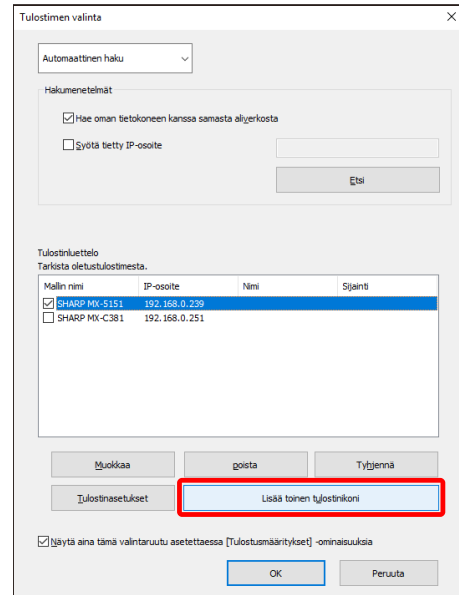 Tulostimen valinta
Automaattinen haku
Hakumenetelmät
Hae oman tietokoneen kanssa samasta aliverkosta
Syötä tietty IP-osoite
Etsi
Tulostinluettelo
Tarkista oletustulostimesta.
Mallin nimi IP-osoite Nimi Sijainti
SHARP MX-5151 192.168.0.239
SHARP MX-C381 192.168.0.251
Muokkaa poista Tyhjennä
Tulostinasetukset Lisää toinen tulostinikoni
Näytä aina tämä valintaruutu asetettaessa [Tulostusmääritykset] -ominaisuuksia
OK Peruuta